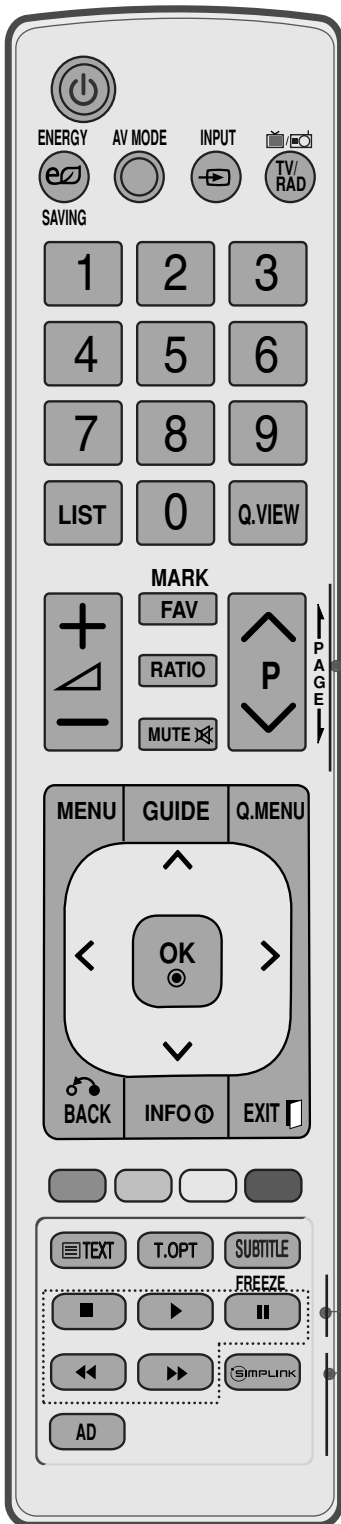 ENERGY AV MODE INPUT
TV/
RAD
SAVING
1 2 3
4 5 6
7 8 9
LIST 0 Q.VIEW
MARK
FAV
RATIO P
MUTE
PAGE
MENU GUIDE Q.MENU
OK
BACK INFO EXIT
TEXT T.OPT SUBTITLE
FREEZE
SIMPLINK
AD